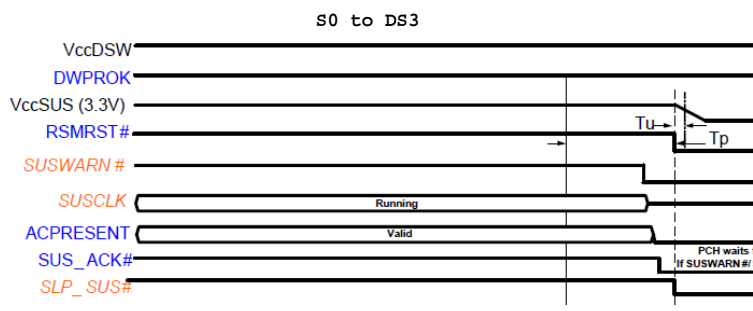 S0 to DS3
VccDSW
DWPROK
VccSUS (3.3V)
RSMRST#
Tu
Tp
SUSWARN #
SUSCLK
Running
ACPRESENT
Valid
PCH waits
SUS_ACK#
If SUSWARN #/
SLP_SUS#